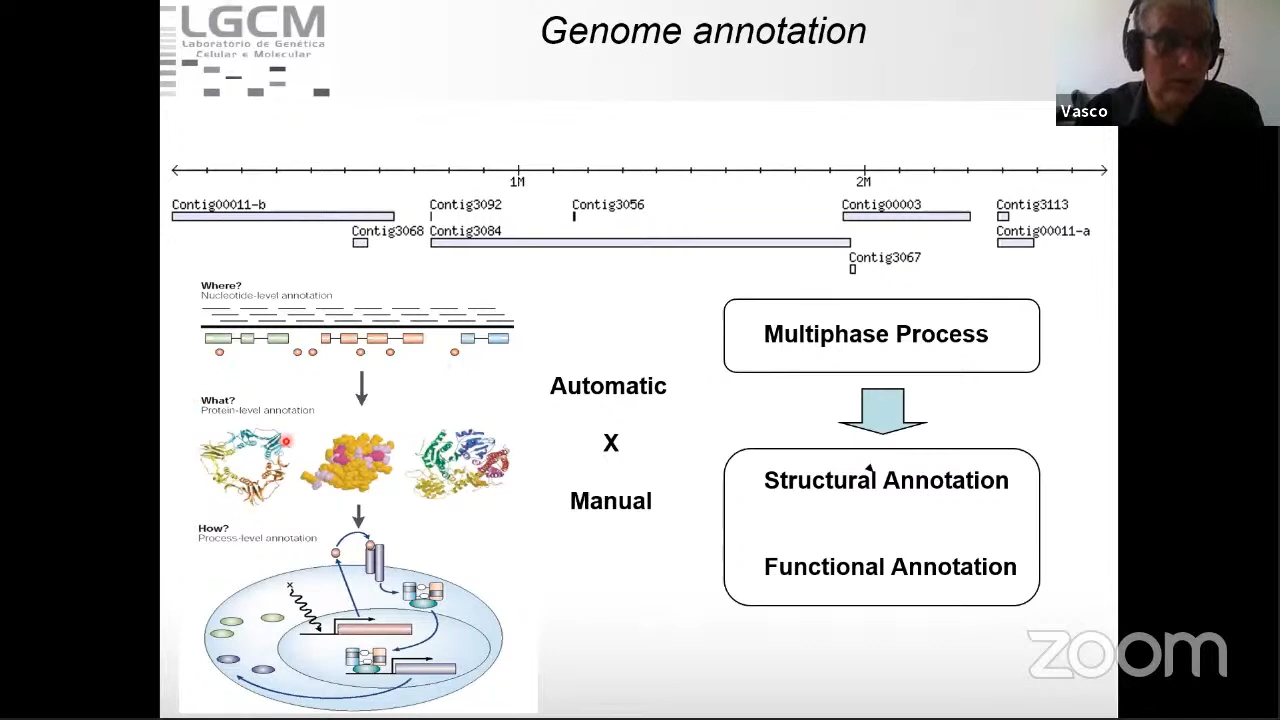 LGCM
Laboratório de Genética
Celular e Molecular
Genome annotation
Vasco
1M
2M
Contig00011-b
Contig3092
Contig3056
Contig00003
Contig3113
Contig3068
Contig3084
Contig00011-a
Contig3067
Where?
Nucleotide-level annotation
What?
Protein-level annotation
How?
Process-level annotation
Automatic
X
Manual
Multiphase Process
Structural Annotation
Functional Annotation
zoom